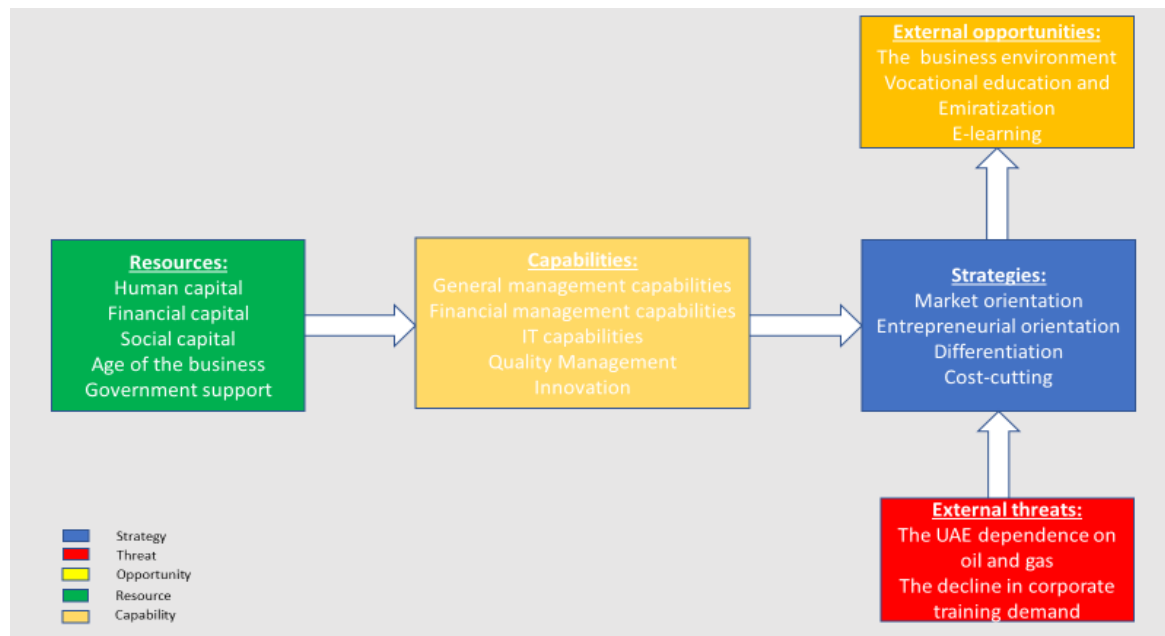 External opportunities:
The business environment
Vocational education and
Emiratization
E-learning
Resources:
Human capital
Financial capital
Social capital
Age of the business
Government support
Capabilities:
General management capabilities
Financial management capabilities
IT capabilities
Quality Management
Innovation
Strategies:
Market orientation
Entrepreneurial orientation
Differentiation
Cost-cutting
External threats:
The UAE dependence on
oil and gas
The decline in corporate
training demand
Strategy
Threat
Opportunity
Resource
Capability